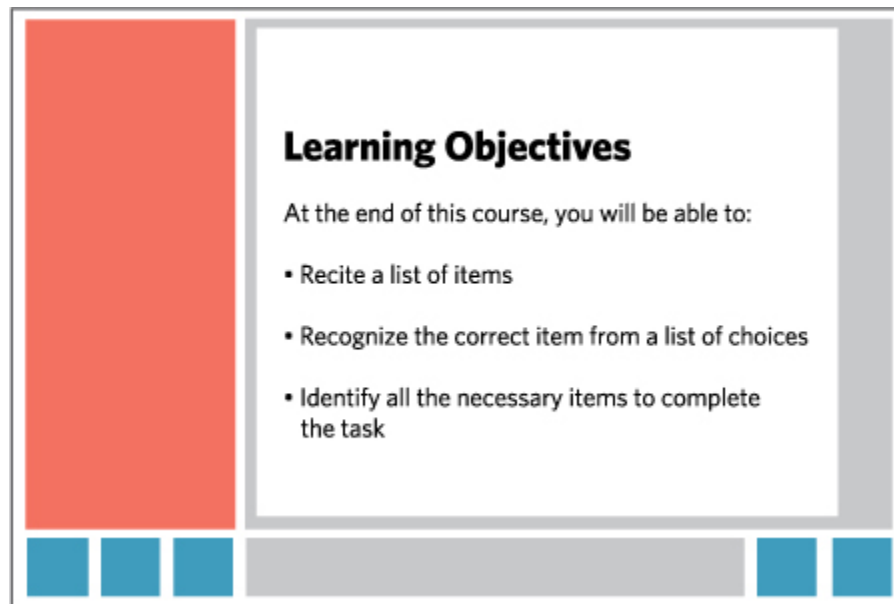 Learning Objectives
At the end of this course, you will be able to:
• Recite a list of items
• Recognize the correct item from a list of choices
• Identify all the necessary items to complete
the task